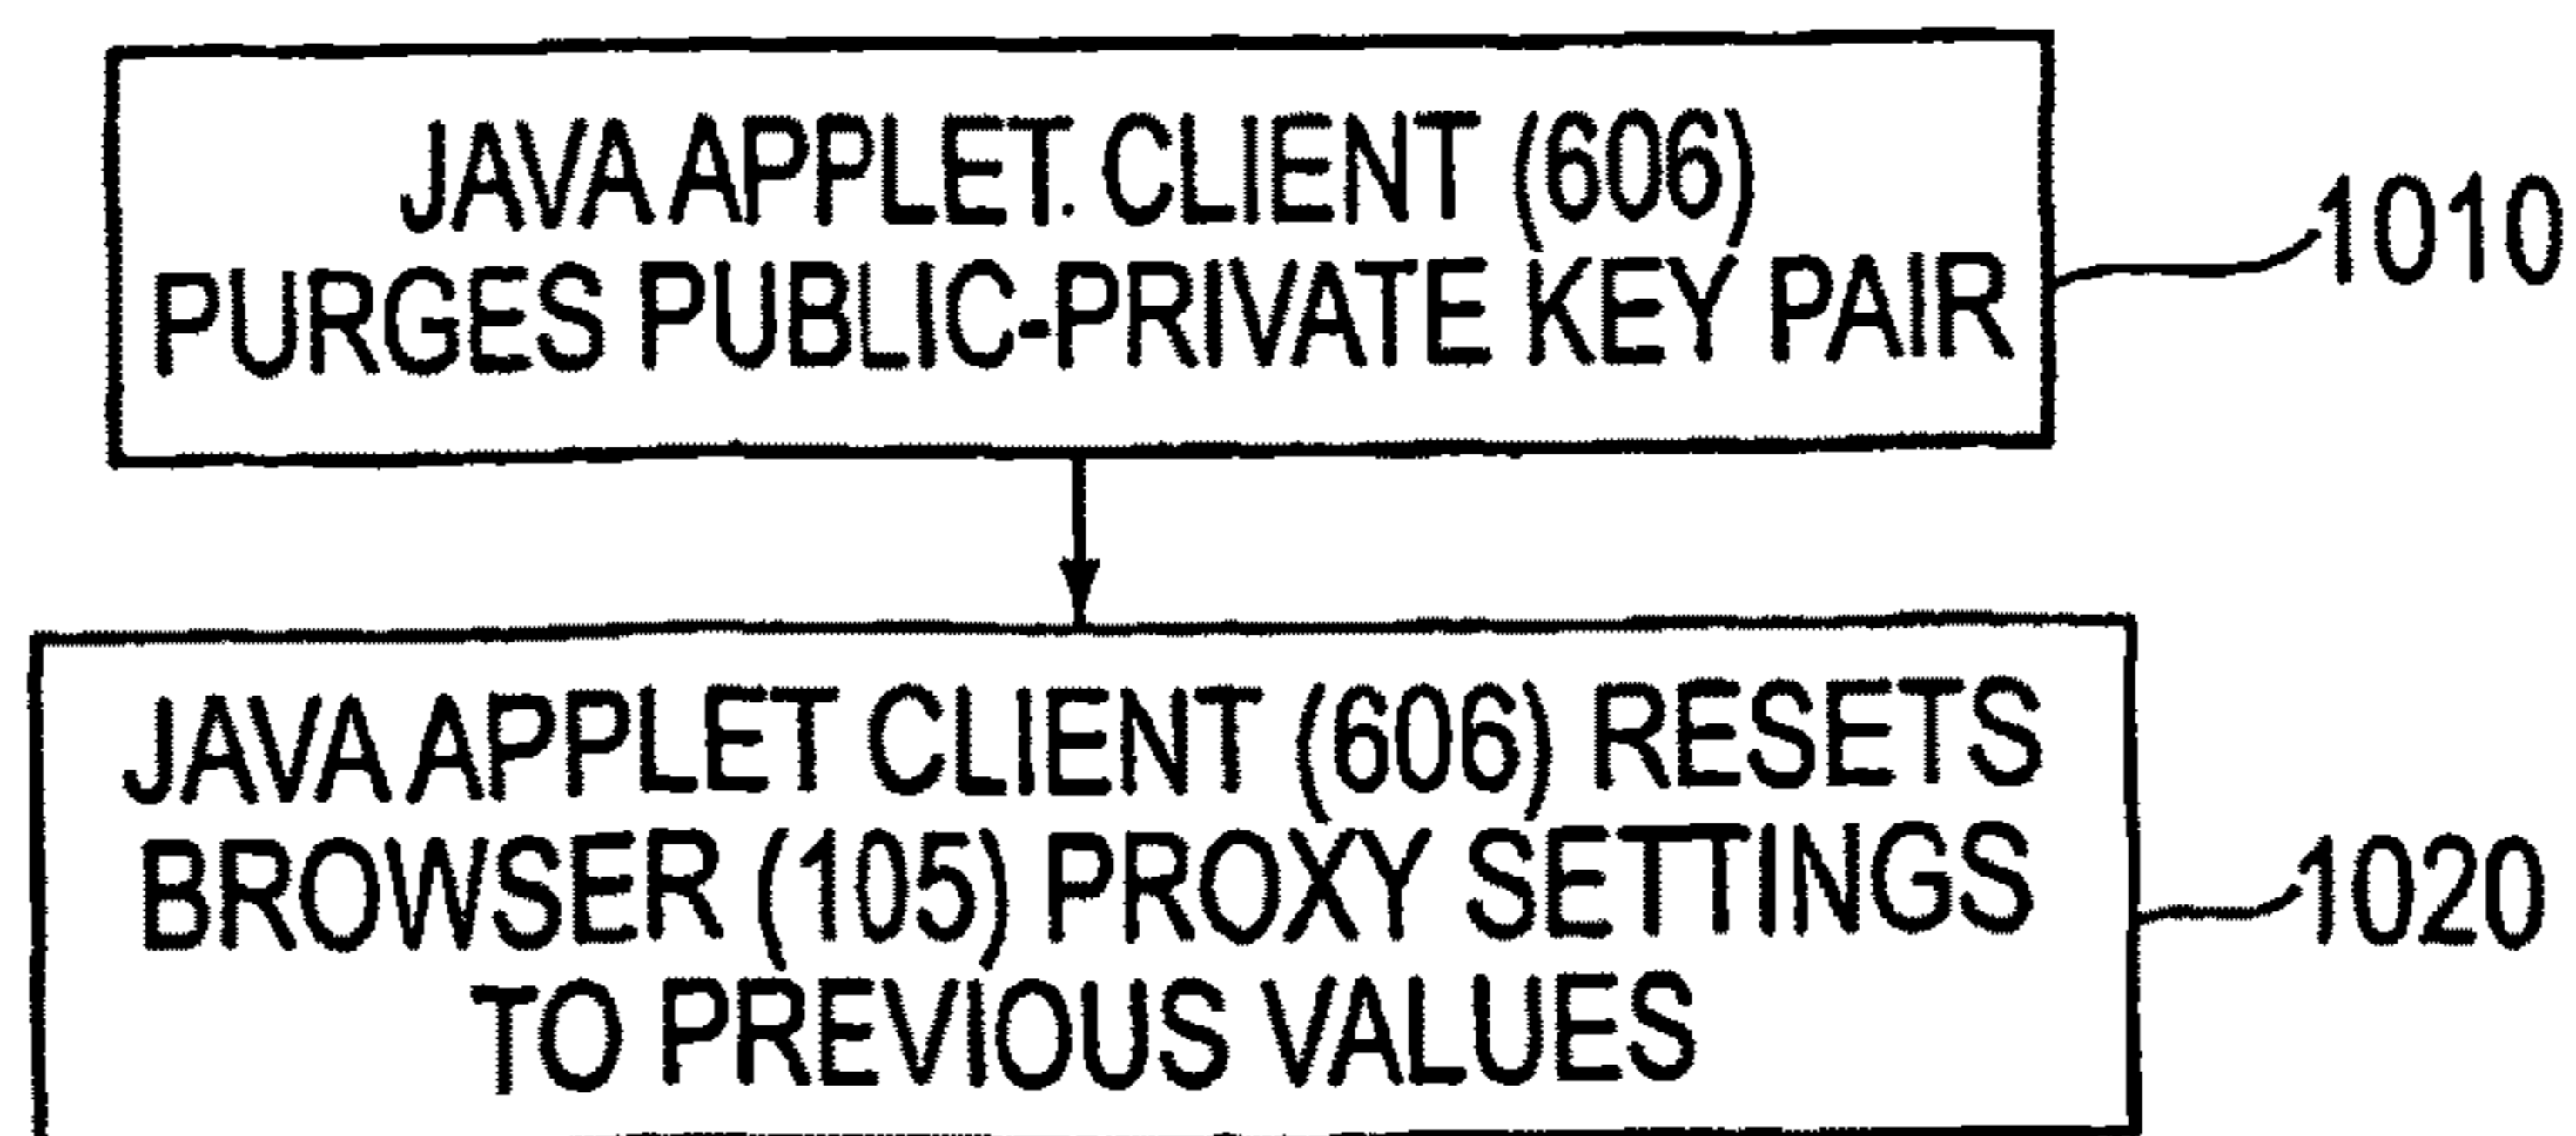 JAVA APPLET. CLIENT (606)
PURGES PUBLIC-PRIVATE KEY PAIR
1010
JAVA APPLET CLIENT (606) RESETS
BROWSER (105) PROXY SETTINGS
TO PREVIOUS VALUES
1020